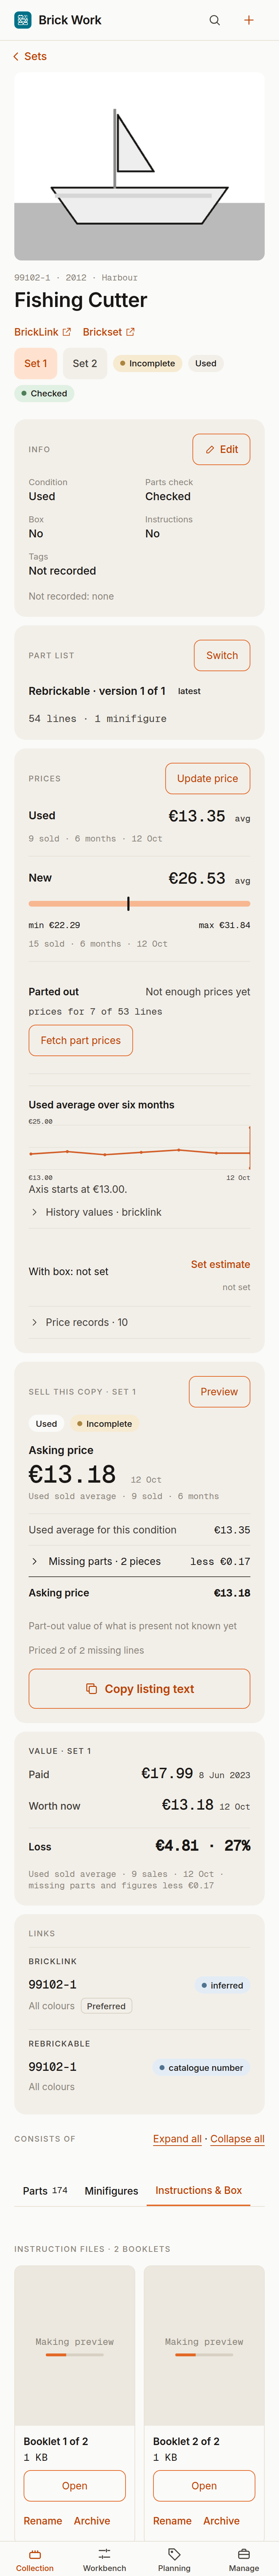 Brick Work
Sets
99102-1 · 2012 · Harbour
Fishing Cutter
BrickLink Brickset
Set 1 Set 2 Incomplete Used
Checked
INFO Edit
Condition Parts check
Used Checked
Box Instructions
No No
Tags
Not recorded
Not recorded: none
PART LIST Switch
Rebrickable · version 1 of 1 latest
54 lines · 1 minifigure
PRICES Update price
Used €13.35 avg
9 sold · 6 months · 12 Oct
New €26.53 avg
min €22.29 max €31.84
15 sold · 6 months · 12 Oct
Parted out Not enough prices yet
prices for 7 of 53 lines
Fetch part prices
Used average over six months
€25.00
€13.00 12 Oct
Axis starts at €13.00.
History values · bricklink
With box: not set Set estimate
not set
Price records · 10
SELL THIS COPY · SET 1 Preview
Used Incomplete
Asking price
€13.18 12 Oct
Used sold average · 9 sold · 6 months
Used average for this condition €13.35
Missing parts · 2 pieces less €0.17
Asking price €13.18
Part-out value of what is present not known yet
Priced 2 of 2 missing lines
Copy listing text
VALUE · SET 1
Paid €17.99 8 Jun 2023
Worth now €13.18 12 Oct
Loss €4.81 · 27%
Used sold average · 9 sales · 12 Oct ·
missing parts and figures less €0.17
LINKS
BRICKLINK
99102-1 inferred
All colours Preferred
REBRICKABLE
99102-1 catalogue number
All colours
CONSISTS OF Expand all · Collapse all
Parts 174 Minifigures Instructions & Box
INSTRUCTION FILES · 2 BOOKLETS
Making preview Making preview
Booklet 1 of 2 Booklet 2 of 2
1 KB 1 KB
Open Open
Rename Archive Rename Archive
Collection Workbench Planning Manage